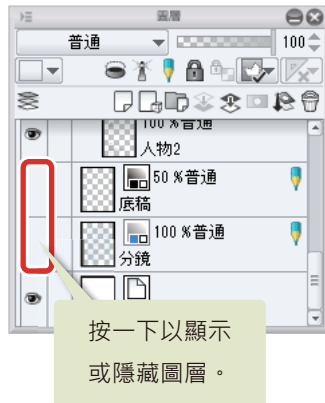 圖層
普通
100
100 %普通
人物2
50 %普通
底稿
100 %普通
分鏡
按一下以顯示
或隱藏圖層。